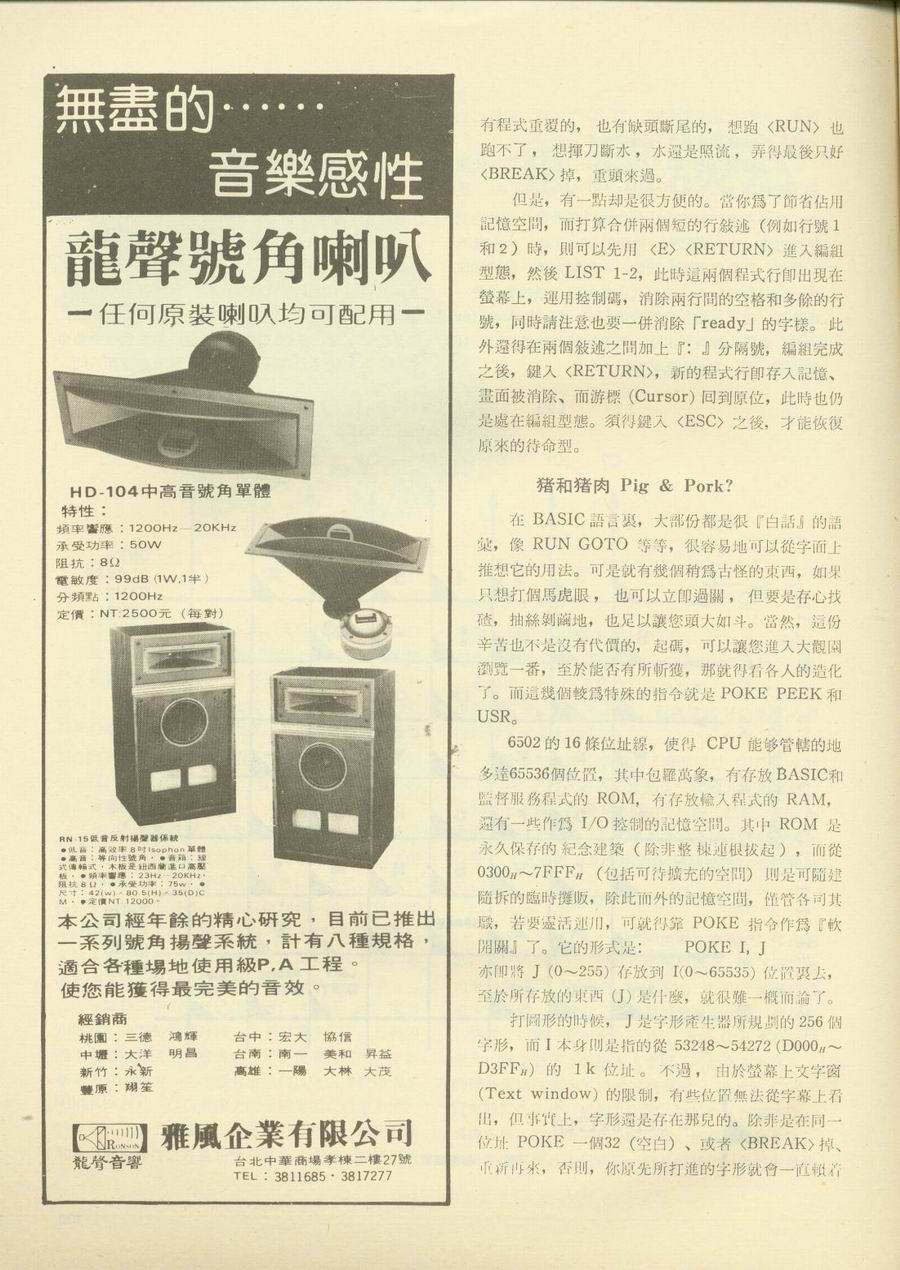 無盡的……
音樂感性
龍聲號角喇叭
—任何原裝喇叭均可配用—
HD-104中高音號角單體
特性：
頻率響應：1200Hz—20KHz
承受功率：50W
阻抗：8Ω
電敏度：99dB (1W,1半)
分頻點：1200Hz
定價：NT:2500元（每對）
RN-15低音反射揚聲器係統
●低音：高效率8吋Isophon單體
●高音：等向性號角，●音箱：線
式傳輸式，木板是紐西蘭進口高壓
板，●頻率響應：23Hz－20KHz，
阻抗8Ω，●承受功率：75w，●
尺寸：42(w)×80.5(H)×35(D)C
M，●定價NT 12000。
本公司經年餘的精心研究，目前已推出
一系列號角揚聲系統，計有八種規格，
適合各種場地使用級P.A工程。
使您能獲得最完美的音效。
經銷商
桃園：三德　鴻輝　台中：宏大　協信
中壢：大洋　明昌　台南：南一　美和　昇益
新竹：永新　高雄：一陽　大林　大茂
豐原：翊笙
RONSON
龍聲音響
雅風企業有限公司
台北中華商場孝棟二樓27號
TEL：3811685·3817277
有程式重覆的，也有缺頭斷尾的，想跑〈RUN〉也
跑不了，想揮刀斷水，水還是照流，弄得最後只好
〈BREAK〉掉，重頭來過。
但是，有一點却是很方便的。當你爲了節省佔用
記憶空間，而打算合併兩個短的行敍述（例如行號1
和2）時，則可以先用〈E〉〈RETURN〉進入編組
型態，然後 LIST 1-2，此時這兩個程式行卽出現在
螢幕上，運用控制碼，消除兩行間的空格和多餘的行
號，同時請注意也要一併消除「ready」的字樣。此
外還得在兩個敍述之間加上『：』分隔號，編組完成
之後，鍵入〈RETURN〉，新的程式行卽存入記憶、
畫面被消除、而游標 (Cursor) 回到原位，此時也仍
是處在編組型態。須得鍵入〈ESC〉之後，才能恢復
原來的待命型。
猪和猪肉 Pig & Pork?
在 BASIC 語言裏，大部份都是很『白話』的語
彙，像 RUN GOTO 等等，很容易地可以從字面上
推想它的用法。可是就有幾個稍爲古怪的東西，如果
只想打個馬虎眼，也可以立卽過關，但要是存心找
碴，抽絲剝繭地，也足以讓您頭大如斗。當然，這份
辛苦也不是沒有代價的，起碼，可以讓您進入大觀園
瀏覽一番，至於能否有所斬獲，那就得看各人的造化
了。而這幾個較爲特殊的指令就是 POKE PEEK 和
USR。
6502 的 16 條位址線，使得 CPU 能够管轄的地
多達65536個位置，其中包羅萬象，有存放BASIC和
監督服務程式的 ROM，有存放輸入程式的 RAM，
還有一些作爲 I/O 控制的記憶空間。其中 ROM 是
永久保存的紀念建築（除非整棟連根拔起），而從
0300H～7FFFH（包括可待擴充的空間）則是可隨建
隨拆的臨時攤販，除此而外的記憶空間，僅管各司其
職，若要靈活運用，可就得靠 POKE 指令作爲『軟
開關』了。它的形式是：　POKE I, J
亦卽將 J (0～255) 存放到 I(0～65535) 位置裏去，
至於所存放的東西 (J) 是什麼，就很難一概而論了。
打圖形的時候，J 是字形產生器所規劃的 256 個
字形，而 I 本身則是指的從 53248～54272 (D000H～
D3FFH) 的 1k 位址。不過，由於螢幕上文字窗
(Text window) 的限制，有些位置無法從字幕上看
出，但事實上，字形還是存在那兒的。除非是在同一
位址 POKE 一個32（空白）、或者〈BREAK〉掉、
重新再來，否則，你原先所打進的字形就會一直賴着